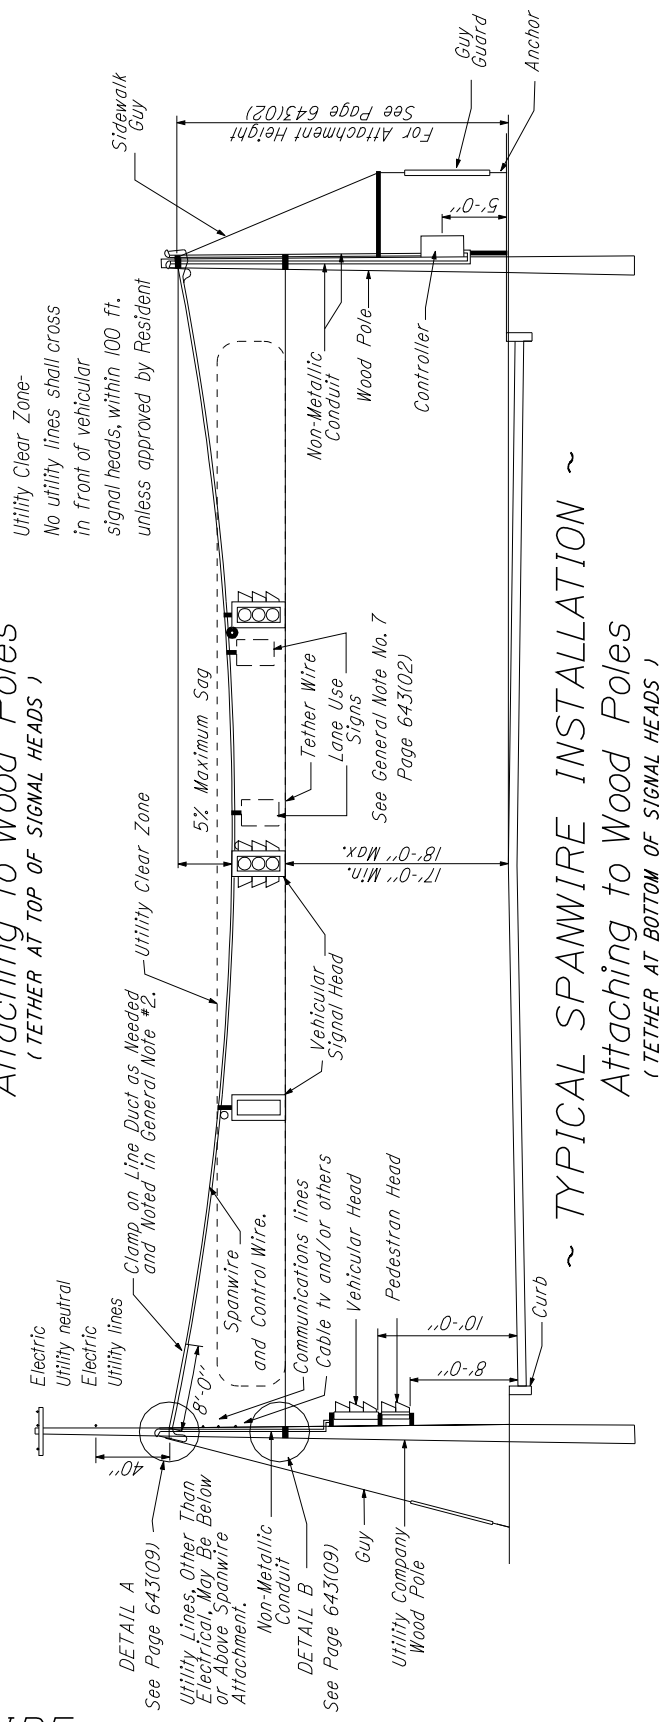 Attaching to Wood Poles
( TETHER AT TOP OF SIGNAL HEADS )
Utility Clear Zone-
No utility lines shall cross
in front of vehicular
signal heads, within 100 ft.
unless approved by Resident
Electric
Utility neutral
Electric
Utility lines
Clamp on Line Duct as Needed
and Noted in General Note #2.
Utility Clear Zone
5% Maximum Sag
Sidewalk
Guy
For Attachment Height
See Page 643(02)
Guy
Guard
Anchor
5'-0"
40"
8'-0"
DETAIL A
See Page 643(09)
Utility Lines, Other Than
Electrical, May Be Below
or Above Spanwire
Attachment.
Non-Metallic
Conduit
DETAIL B
See Page 643(09)
Guy
Utility Company
Wood Pole
Spanwire
and Control Wire.
Communications lines
Cable tv and/or others
Vehicular Head
Pedestran Head
10'-0"
8'-0"
Curb
Vehicular
Signal Head
17'-0" Min.
18'-0" Max.
Tether Wire
Lane Use
Signs
See General Note No. 7
Page 643(02)
Non-Metallic
Conduit
Wood Pole
Controller
~ TYPICAL SPANWIRE INSTALLATION ~
Attaching to Wood Poles
( TETHER AT BOTTOM OF SIGNAL HEADS )